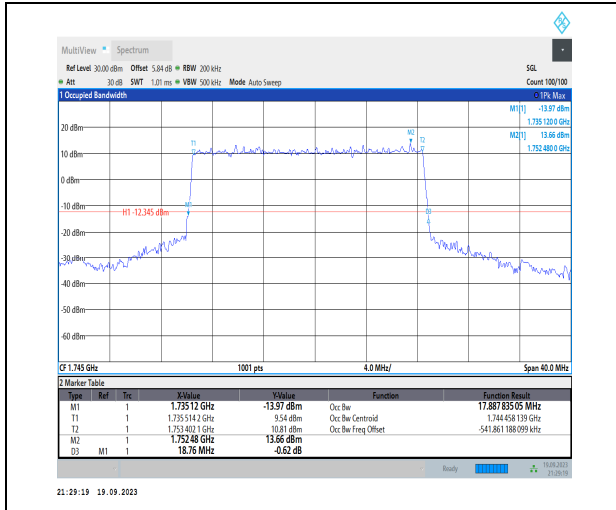 MultiView Spectrum
Ref Level 30.00 dBm Offset 5.84 dB RBW 200 kHz SGL
Att 30 dB SWT 1.01 ms VBW 500 kHz Mode Auto Sweep Count 100/100
1 Occupied Bandwidth 1Pk Max
M1[1] -13.97 dBm
1.735 120 0 GHz
M2[1] 13.66 dBm
1.752 480 0 GHz
20 dBm
T1 M2 T2
10 dBm
0 dBm
-10 dBm M1 D3
H1 -12.345 dBm
-20 dBm
-30 dBm
-40 dBm
-50 dBm
-60 dBm
CF 1.745 GHz 1001 pts 4.0 MHz/ Span 40.0 MHz
2 Marker Table
Type Ref Trc X-Value Y-Value Function Function Result
M1 1 1.735 12 GHz -13.97 dBm Occ Bw 17.887 835 05 MHz
T1 1 1.735 514 2 GHz 9.54 dBm Occ Bw Centroid 1.744 458 139 GHz
T2 1 1.753 402 1 GHz 10.81 dBm Occ Bw Freq Offset -541.861 188 099 kHz
M2 1 1.752 48 GHz 13.66 dBm
D3 M1 1 18.76 MHz -0.62 dB
Ready 19.09.2023
21:29:19
21:29:19 19.09.2023